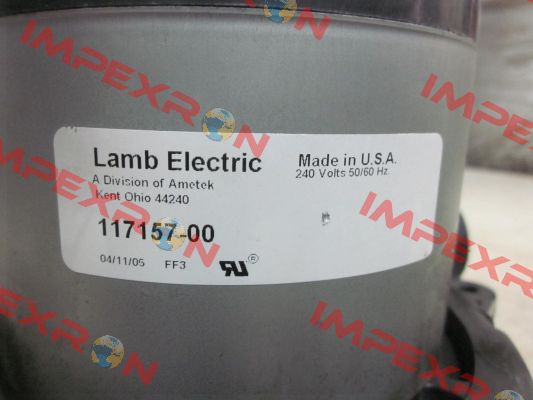 IMPEXRON
IMPEXRON
IMPEXRON
Lamb Electric
A Division of Ametek
Kent Ohio 44240
Made in U.S.A.
240 Volts 50/60 Hz.
117157-00
04/11/05 FF3
IMPEXRON
IMPEXRON